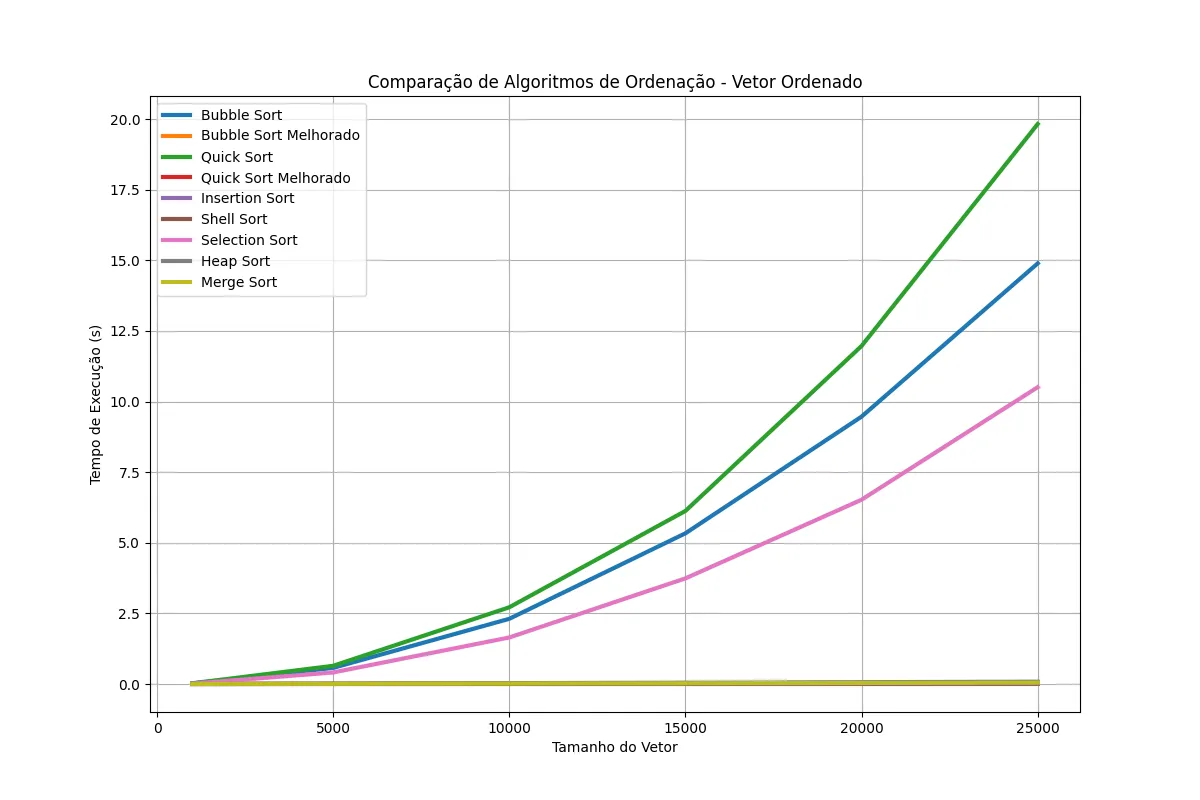 Comparação de Algoritmos de Ordenação - Vetor Ordenado
Bubble Sort
Bubble Sort Melhorado
Quick Sort
Quick Sort Melhorado
Insertion Sort
Shell Sort
Selection Sort
Heap Sort
Merge Sort
Tempo de Execução (s)
20.0
17.5
15.0
12.5
10.0
7.5
5.0
2.5
0.0
0
5000
10000
15000
20000
25000
Tamanho do Vetor